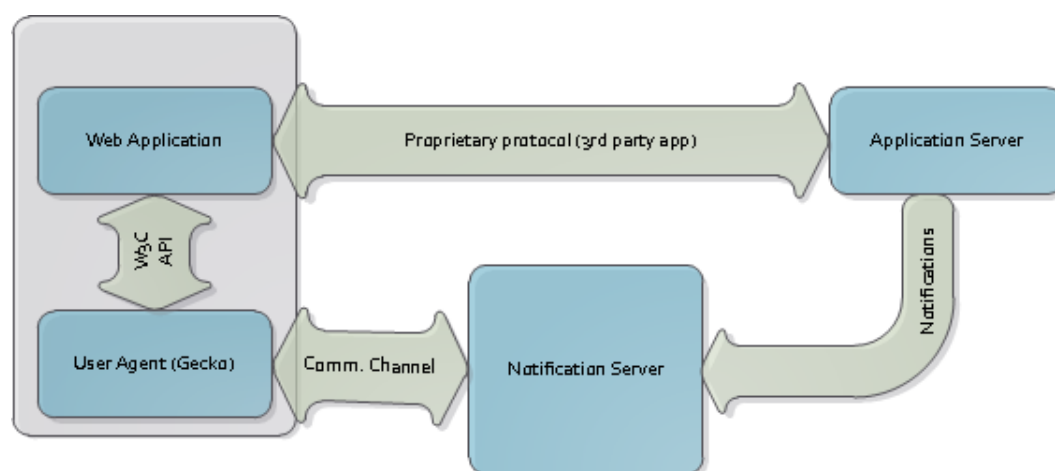 Web Application
Proprietary protocol (3rd party app)
Application Server
W3C
API
Notifications
User Agent (Gecko)
Comm. Channel
Notification Server